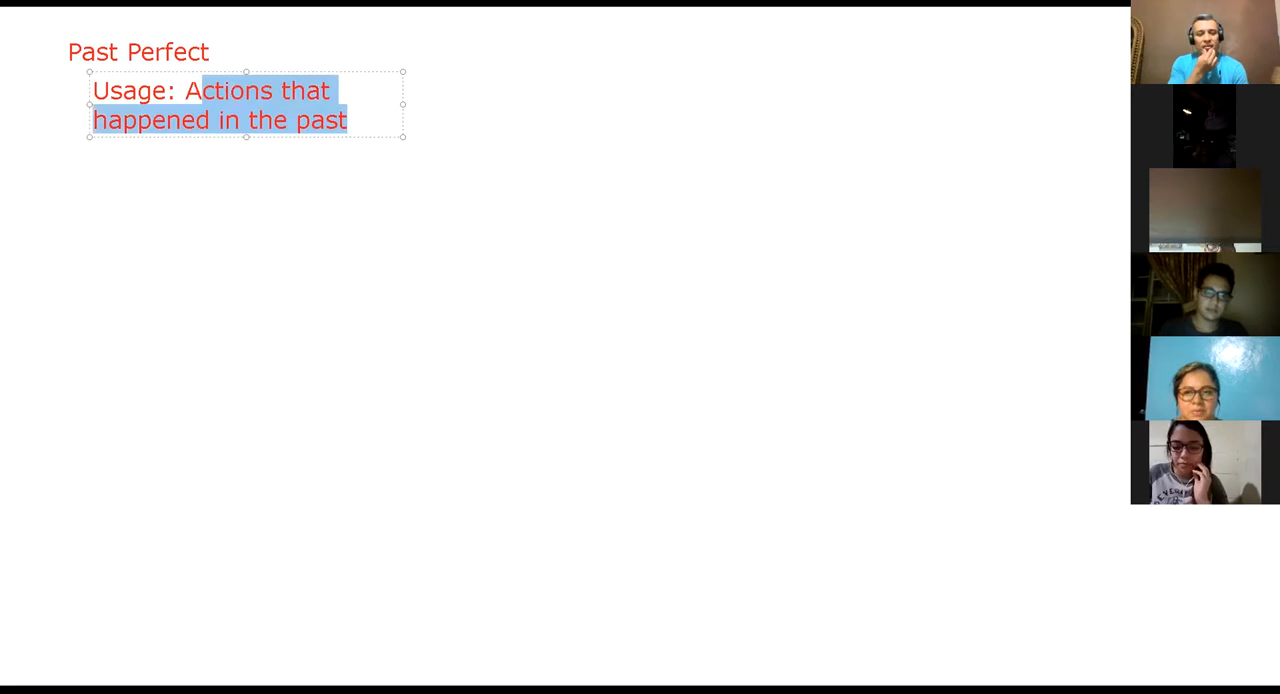 Past Perfect
Usage: Actions that
happened in the past